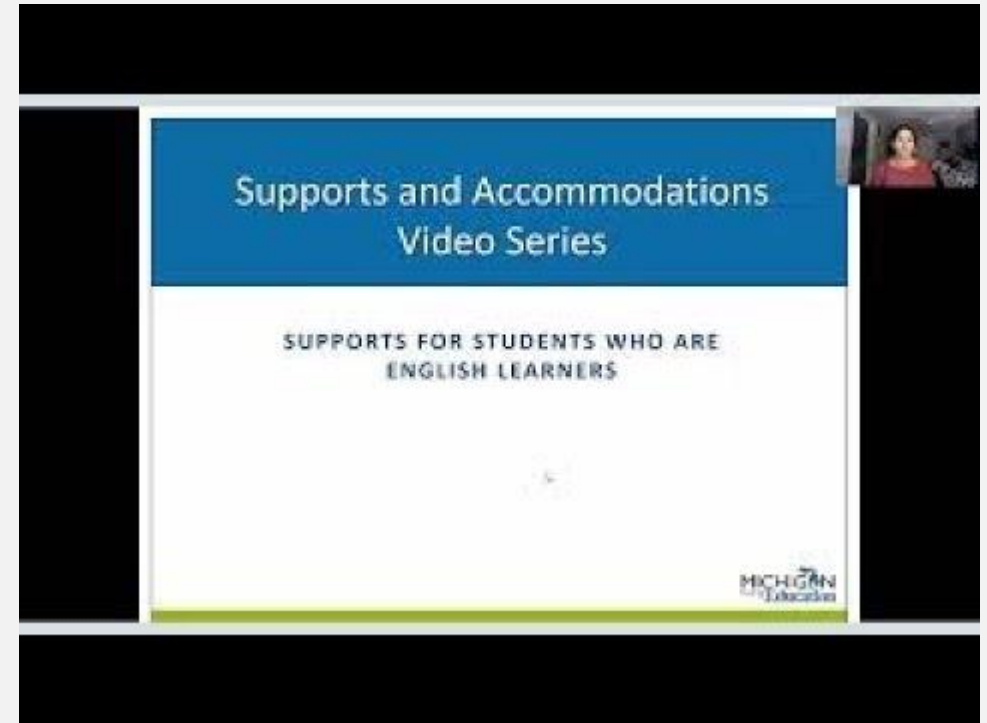 Supports and Accommodations
Video Series
SUPPORTS FOR STUDENTS WHO ARE
ENGLISH LEARNERS
MICHIGAN
Education